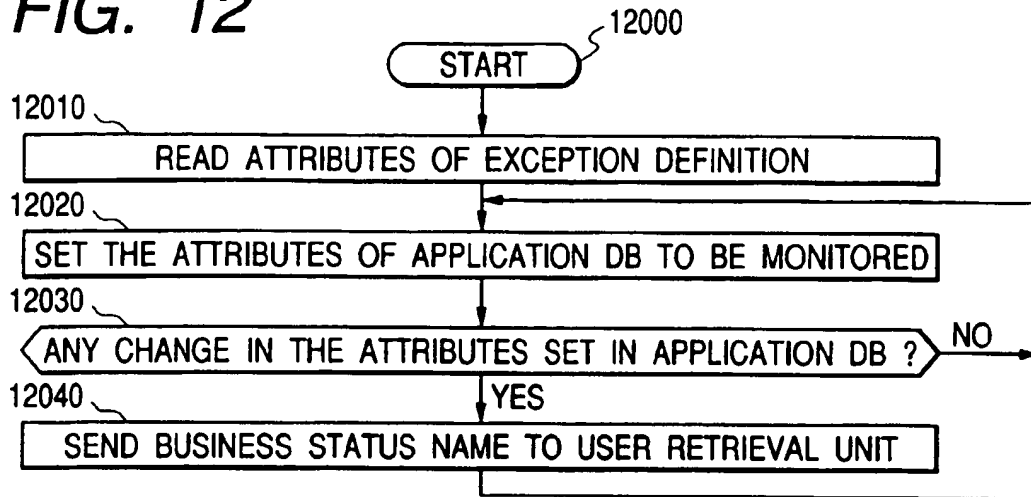 FIG. 12
12000
START
12010
READ ATTRIBUTES OF EXCEPTION DEFINITION
12020
SET THE ATTRIBUTES OF APPLICATION DB TO BE MONITORED
12030
ANY CHANGE IN THE ATTRIBUTES SET IN APPLICATION DB ?
NO
YES
12040
SEND BUSINESS STATUS NAME TO USER RETRIEVAL UNIT